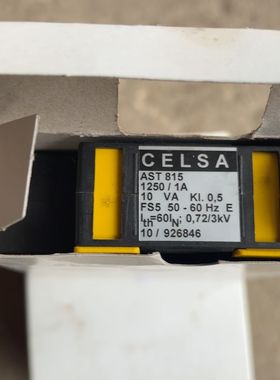 CELSA
AST 815
1250 / 1A
10 VA Kl. 0,5
FS5 50 - 60 Hz E
Ith=60IN; 0,72/3kV
10 / 926846